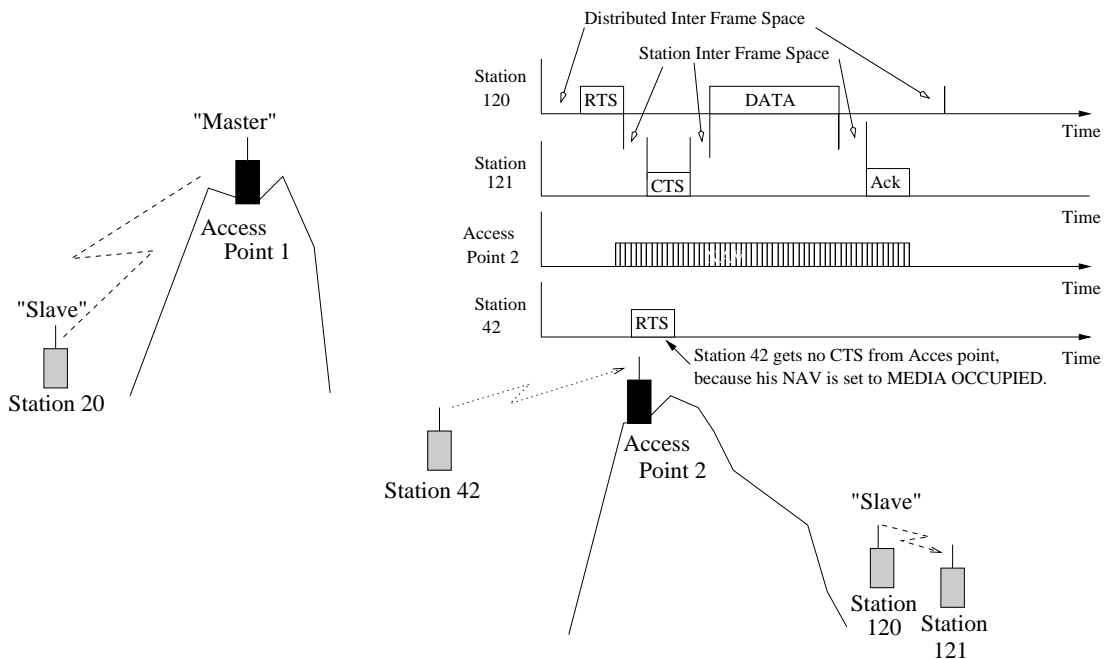 Distributed Inter Frame Space
Station Inter Frame Space
Station
120
RTS
DATA
Time
"Master"
Station
121
CTS
Ack
Time
Access
Point 1
Access
Point 2
NAV
Time
"Slave"
Station
42
RTS
Time
Station 42 gets no CTS from Acces point,
because his NAV is set to MEDIA OCCUPIED.
Station 20
Access
Point 2
Station 42
"Slave"
Station
120
Station
121